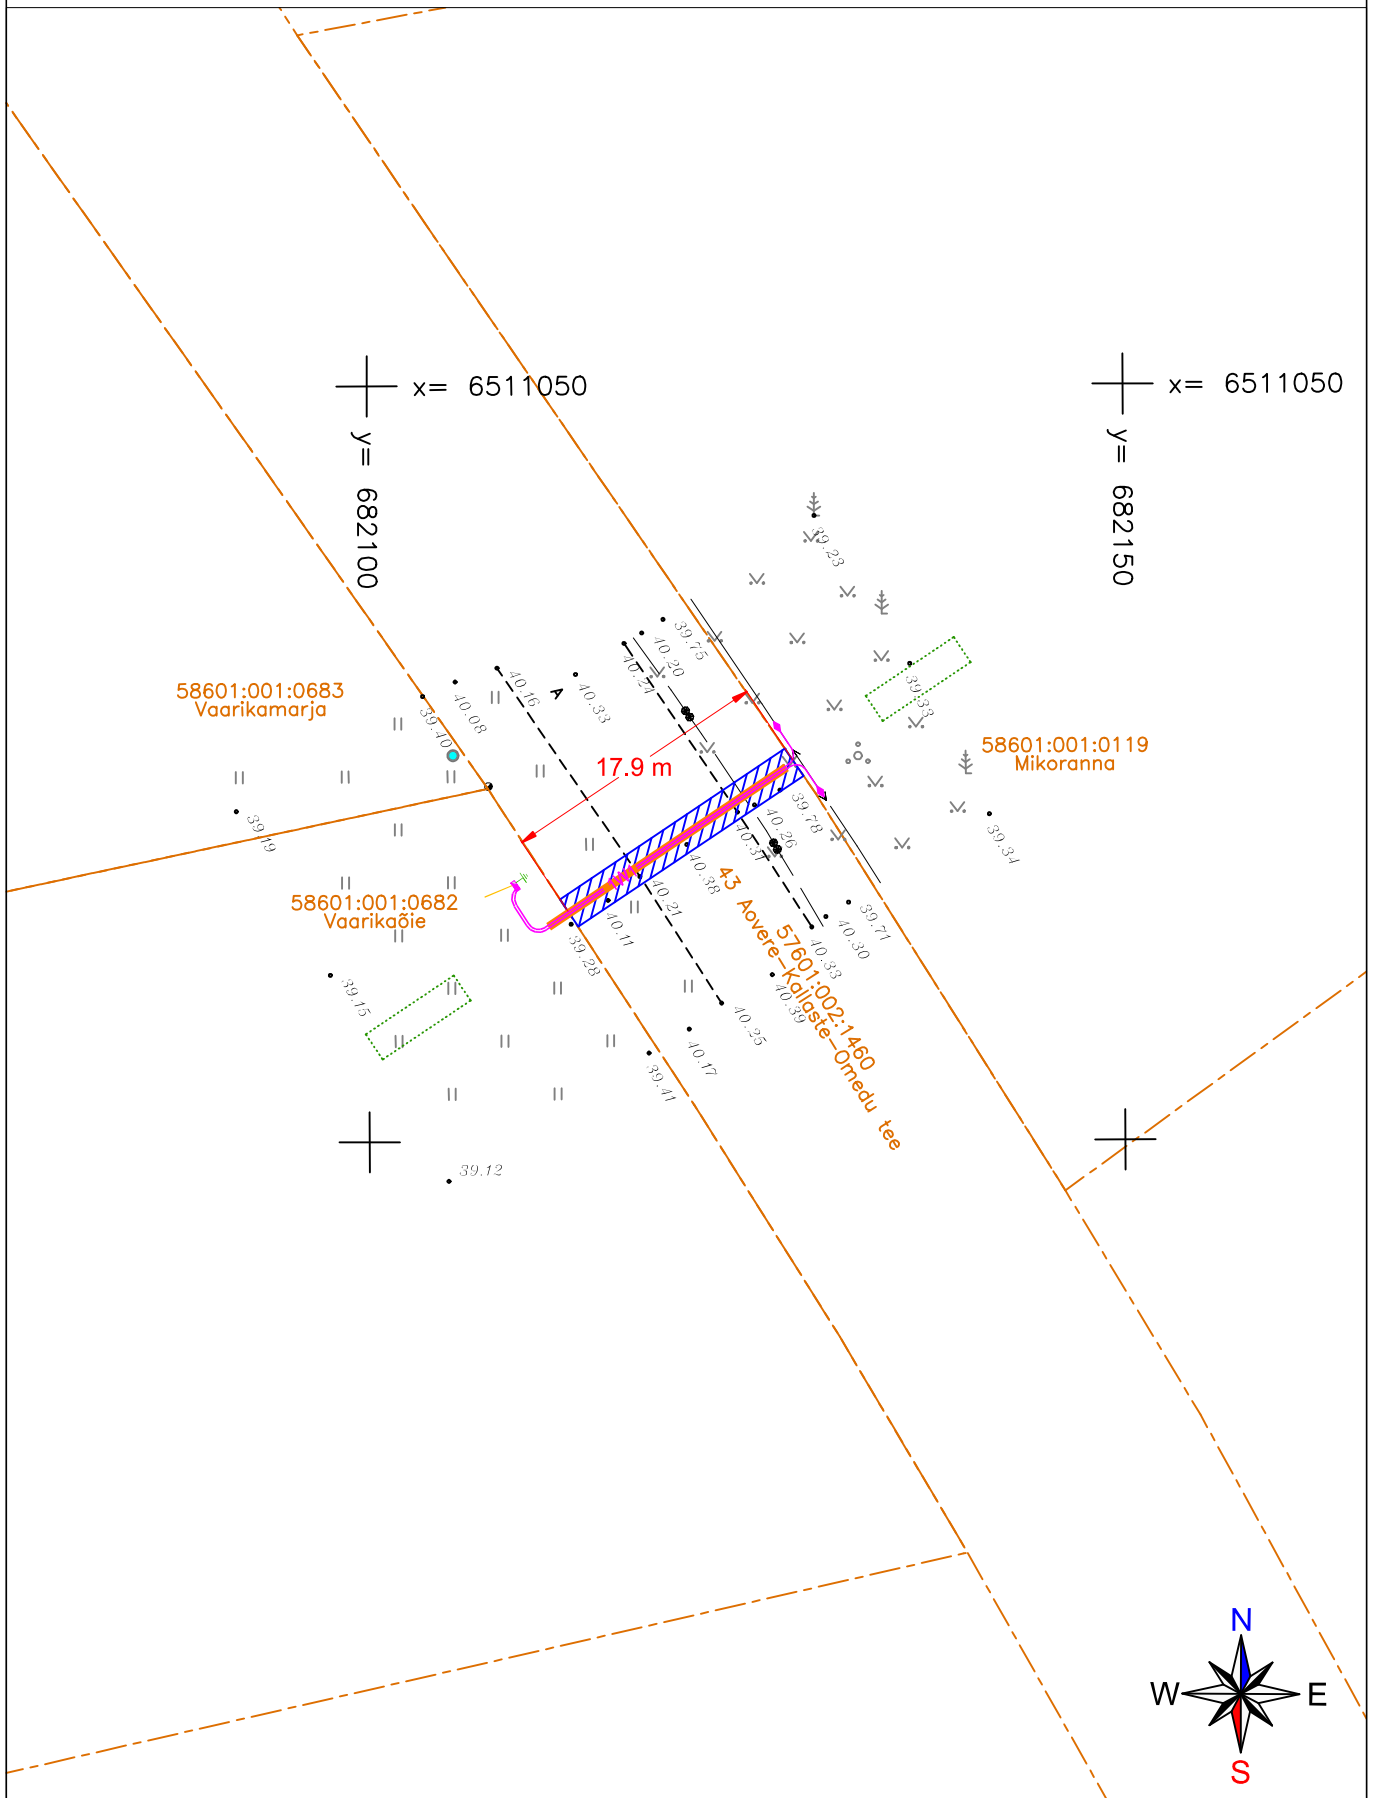 x= 6511050
x= 6511050
y= 682100
y= 682150
39.23
39.75
40.20
40.24
40.16
A
40.33
40.08
39.40
39.33
58601:001:0683
Vaarikamarja
17.9 m
58601:001:0119
Mikoranna
39.19
39.78
40.26
40.37
39.34
40.38
43 Aovere-Kallaste-Omedu tee
57601:002:1460
58601:001:0682
Vaarikaõie
40.21
40.11
39.28
39.71
40.30
40.33
39.15
40.39
40.25
40.17
39.41
39.12
N
W
E
S